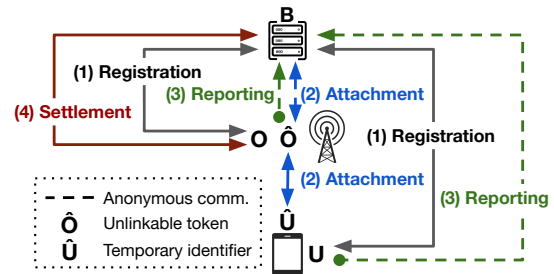 B
(1) Registration
(3) Reporting
(2) Attachment
(4) Settlement
O Ô
(1) Registration
(2) Attachment
(3) Reporting
Û
U
Anonymous comm.
Ô Unlinkable token
Û Temporary identifier